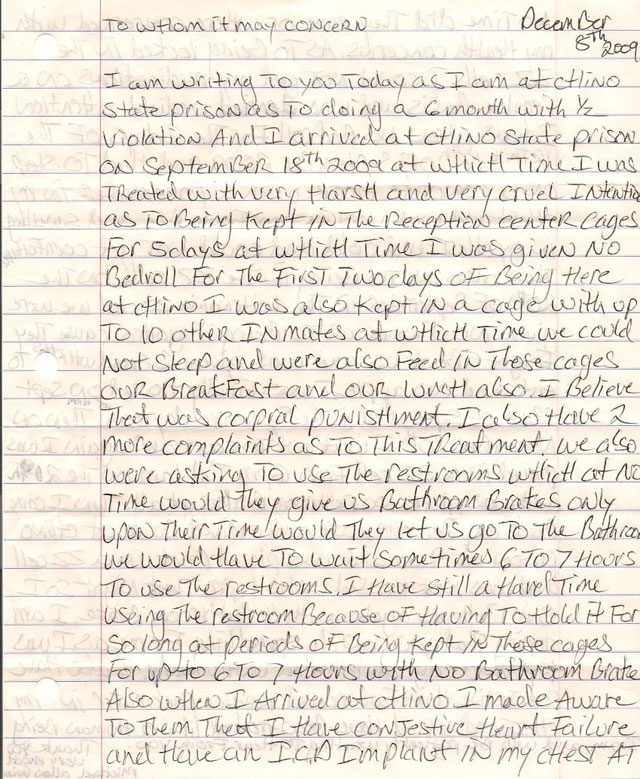 To whom it may concern December
8th 2009
I am writing to you today as I am at chino
State prison as to doing a 6 month with ½
violation And I arrived at chino state prison
on September 18th 2009 at which time I was
treated with very harsh and very cruel Intentio
as to Being kept in the Reception center cages
For 5 days at which time I was given no
Bedroll For the First Two days of Being Here
at chino I was also kept in a cage with up
to 10 other Inmates at which time we could
not sleep and were also Feed in Those cages
our BreakFast and our lunch also. I Believe
That was corpral punishment. I also Have 2
more complaints as to This Treatment. we also
were asking to use the restrooms which at no
Time would They give us Bathroom Brakes only
upon Their Time would They let us go to The Bathroom
we would Have to wait sometimes 6 to 7 Hours
To use the restrooms. I Have still a Hard Time
useing The restroom Because of Having To Hold it For
So long at periods of Being kept in Those cages
For up to 6 to 7 Hours with no Bathroom Brake
Also when I Arrived at chino I made Aware
To Them That I Have conjestive Heart Failure
and Have an I.C.D Implant in my chest At